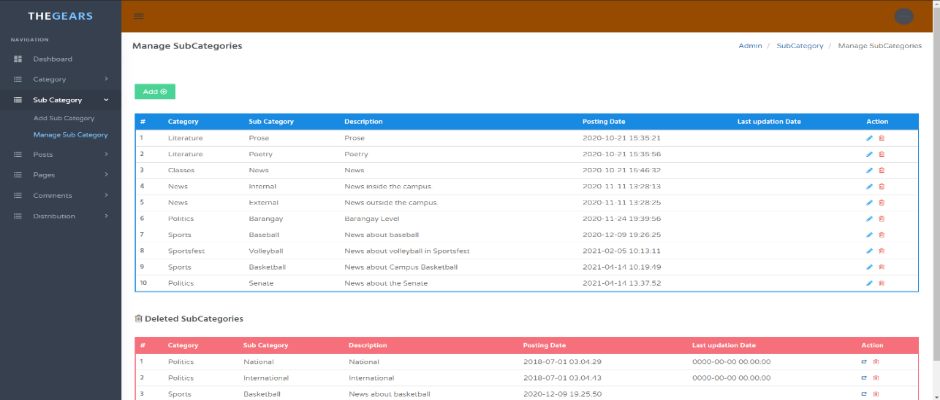 THEGEARS
NAVIGATION
Dashboard
Category
Sub Category
Add Sub Category
Manage Sub Category
Posts
Pages
Comments
Distribution
Manage SubCategories
Admin / SubCategory / Manage SubCategories
Add
# Category Sub Category Description Posting Date Last updation Date Action
1 Literature Prose Prose 2020-10-21 15:35:21
2 Literature Poetry Poetry 2020-10-21 15:35:56
3 Classes News News 2020-10-21 15:46:32
4 News Internal News inside the campus 2020-11-11 13:28:13
5 News External News outside the campus 2020-11-11 13:28:25
6 Politics Barangay Barangay Level 2020-11-24 19:39:56
7 Sports Baseball News about baseball 2020-12-09 19:26:25
8 Sportsfest Volleyball News about volleyball in Sportsfest 2021-02-05 10:13:11
9 Sports Basketball News about Campus Basketball 2021-04-14 10:19:49
10 Politics Senate News about the Senate 2021-04-14 13:37:52
Deleted SubCategories
# Category Sub Category Description Posting Date Last updation Date Action
1 Politics National National 2018-07-01 03:04:29 0000-00-00 00:00:00
2 Politics International International 2018-07-01 03:04:43 0000-00-00 00:00:00
3 Sports Basketball News about basketball 2020-12-09 19:25:50